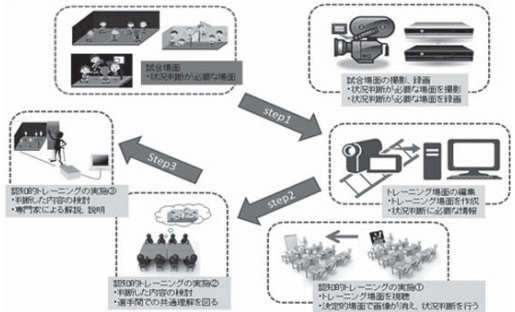 試合場面
・状況判断が必要な場面
試合場面の撮影、録画
・状況判断が必要な場面を撮影
・状況判断が必要な場面を録画
step1
トレーニング場面の編集
・トレーニング場面を作成
・状況判断に必要な情報
step2
認知的トレーニングの実施①
・トレーニング場面を視聴
・決定的場面で画像が消え、状況判断を行う
認知的トレーニングの実施②
・判断した内容の検討
・選手間での共通理解を図る
Step3
認知的トレーニングの実施③
・判断した内容の検討
・専門家による解説、説明